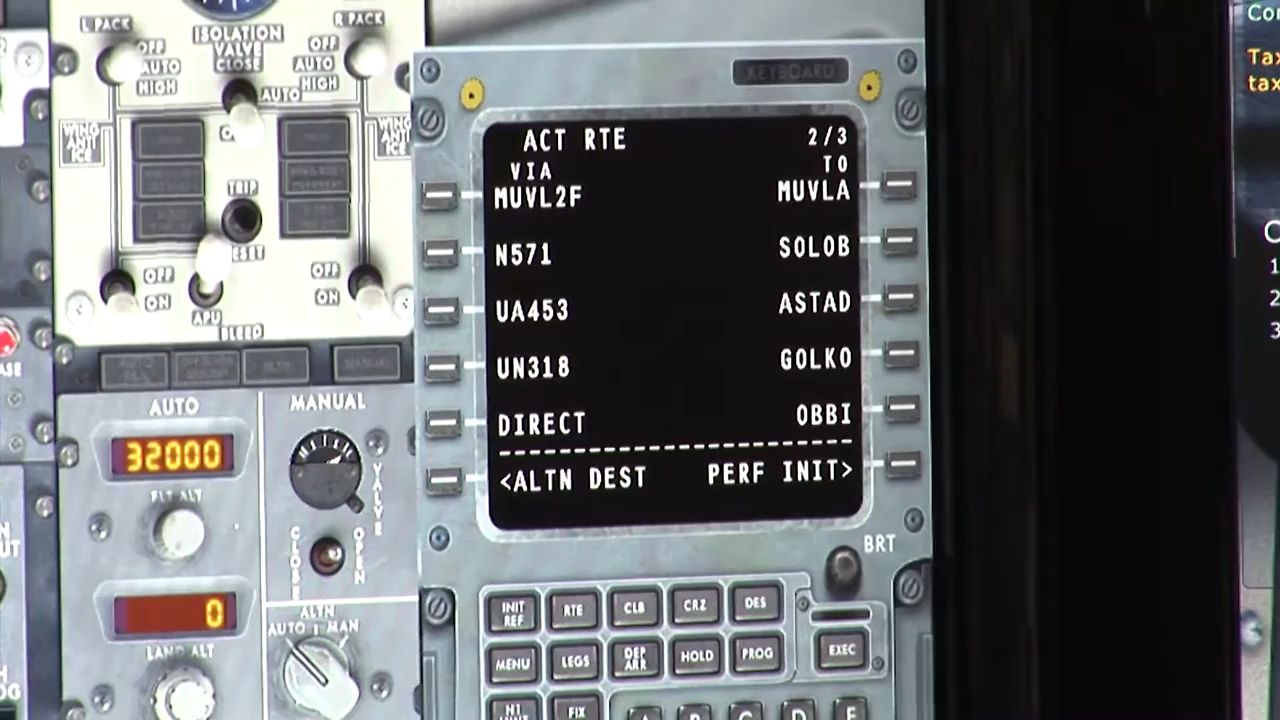 L PACK
R PACK
ISOLATION
VALVE
CLOSE
OFF
AUTO
HIGH
OFF
AUTO
HIGH
AUTO
WING
ANTI
ICE
WING
ANTI
ICE
TRIP
OFF
ON
APU
BLEED
OFF
ON
AUTO
MANUAL
32000
FLT ALT
VALVE
CLOSE
OPEN
0
LAND ALT
ALTN
AUTO
MAN
KEYBOARD
ACT RTE 2/3
VIA TO
MUVL2F MUVLA
N571 SOLOB
UA453 ASTAD
UN318 GOLKO
DIRECT OBBI
--------------------
<ALTN DEST PERF INIT>
BRT
INIT
REF
RTE
CLB
CRZ
DES
MENU
LEGS
DEP
ARR
HOLD
PROG
EXEC
N1
FIX
A B C D E